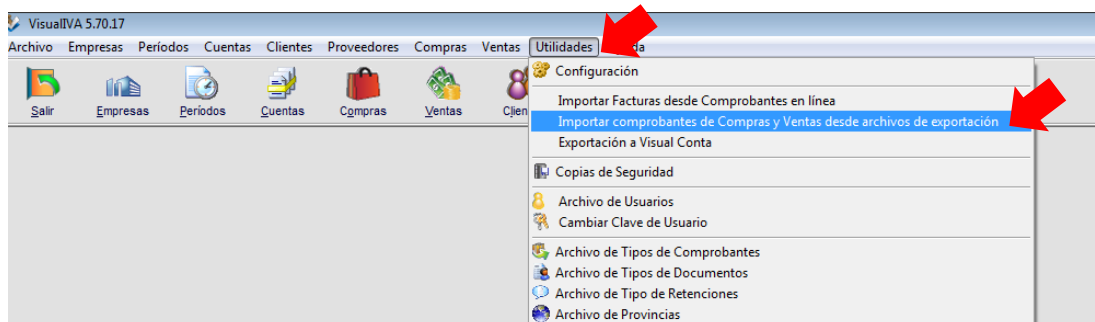 VisualIVA 5.70.17
Archivo Empresas Períodos Cuentas Clientes Proveedores Compras Ventas Utilidades da
Salir Empresas Períodos Cuentas Compras Ventas Clien
Configuración
Importar Facturas desde Comprobantes en línea
Importar comprobantes de Compras y Ventas desde archivos de exportación
Exportación a Visual Conta
Copias de Seguridad
Archivo de Usuarios
Cambiar Clave de Usuario
Archivo de Tipos de Comprobantes
Archivo de Tipos de Documentos
Archivo de Tipo de Retenciones
Archivo de Provincias